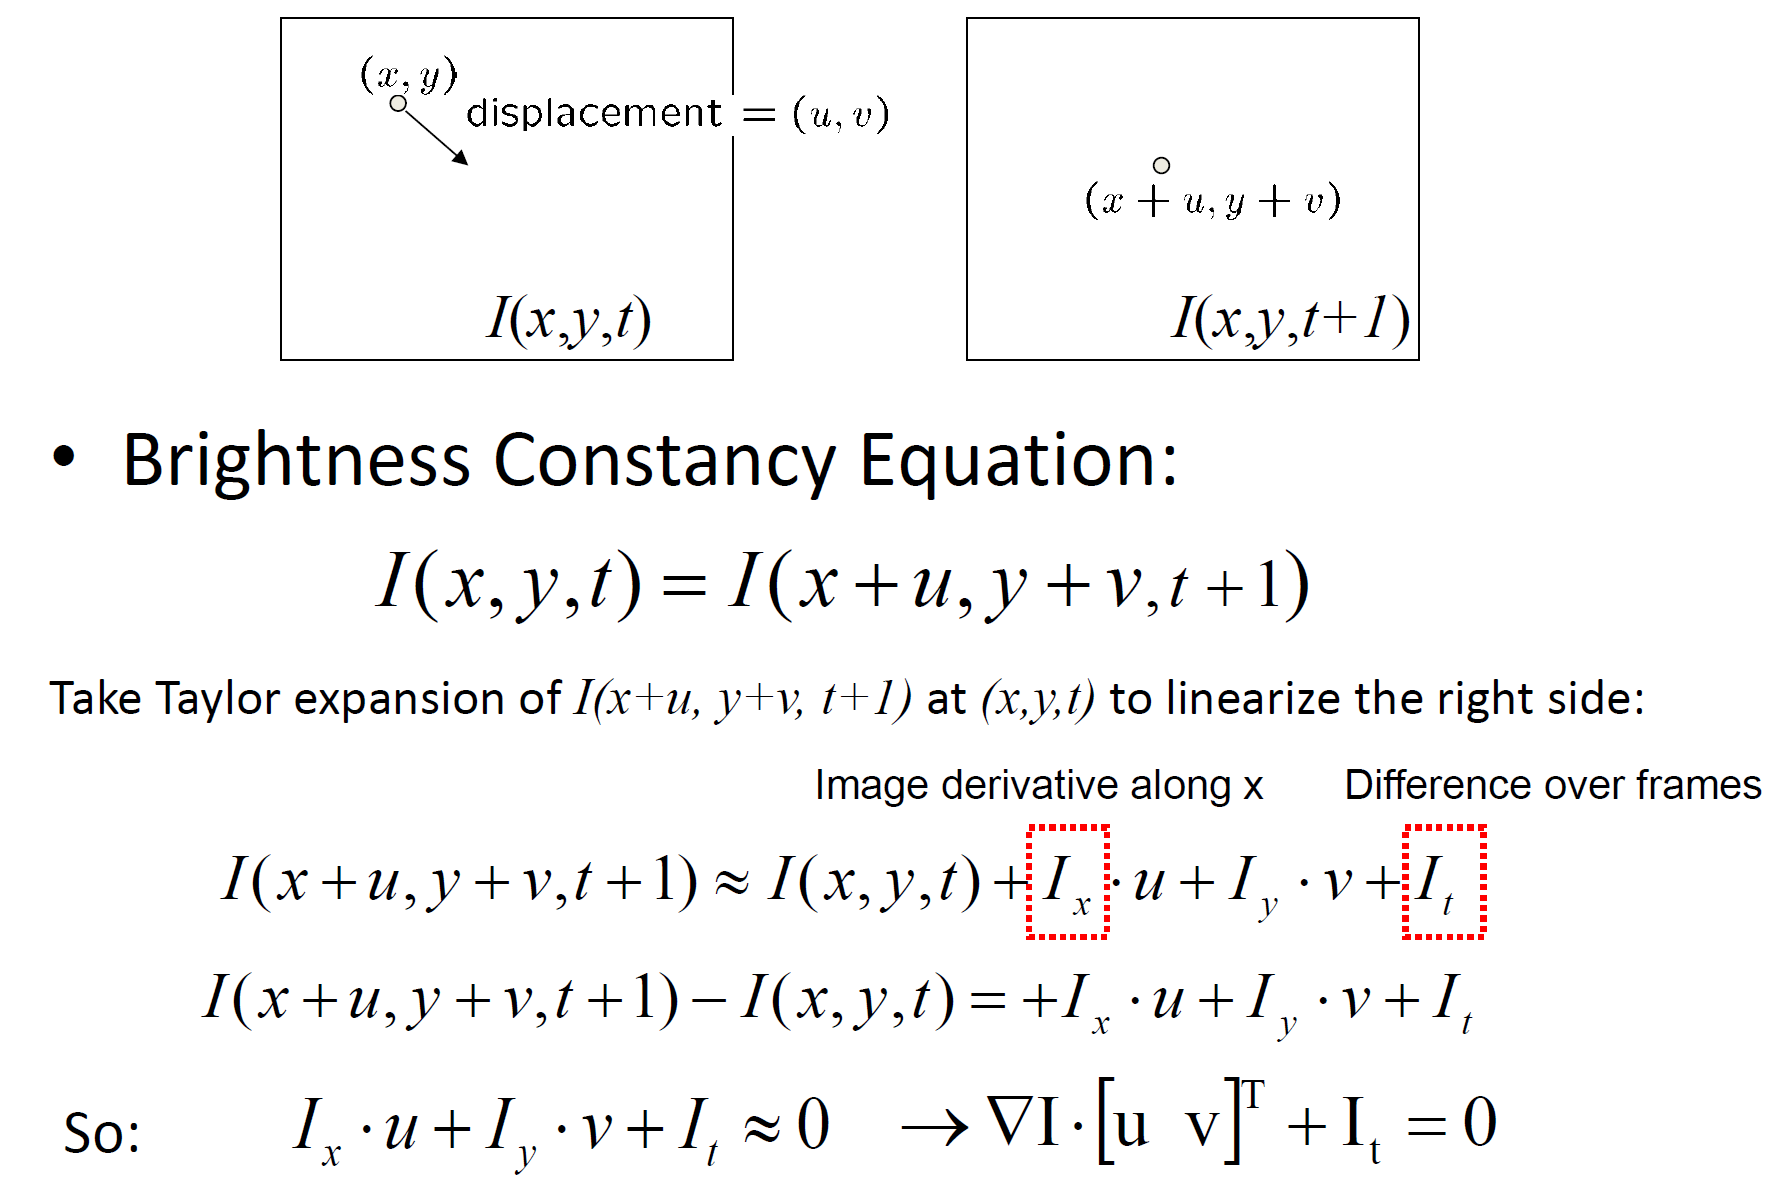 (x, y)
displacement = (u, v)
I(x,y,t)
(x + u, y + v)
I(x,y,t+1)
• Brightness Constancy Equation:
I(x, y,t) = I(x + u, y + v, t + 1)
Take Taylor expansion of I(x+u, y+v, t+1) at (x,y,t) to linearize the right side:
Image derivative along x
Difference over frames
I(x + u, y + v,t + 1) ≈ I(x, y,t) + I_x · u + I_y · v + I_t
I(x + u, y + v,t + 1) − I(x, y,t) = +I_x · u + I_y · v + I_t
So: I_x · u + I_y · v + I_t ≈ 0 → ∇I · [u v]^T + I_t = 0